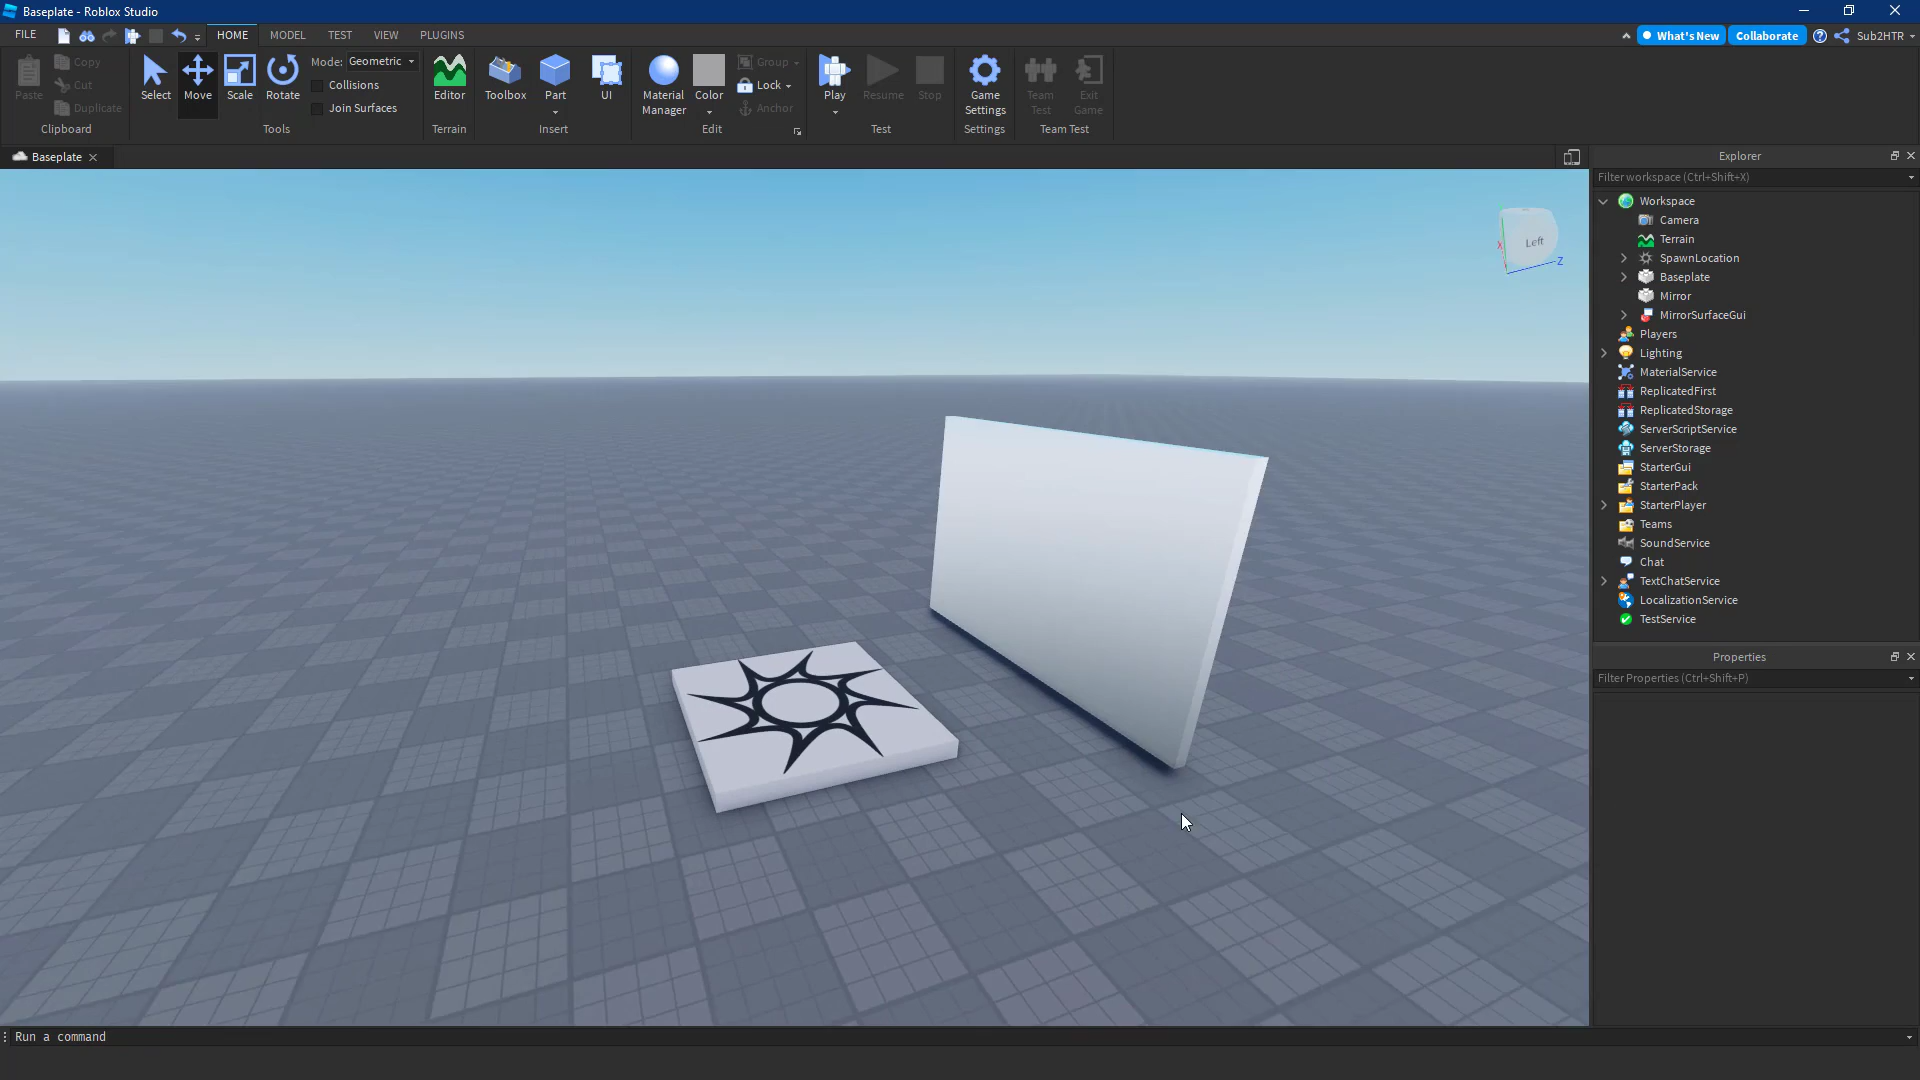 Baseplate - Roblox Studio
FILE
HOME
MODEL
TEST
VIEW
PLUGINS
What's New
Collaborate
Sub2HTR
Paste
Copy
Cut
Duplicate
Clipboard
Select
Move
Scale
Rotate
Mode: Geometric
Collisions
Join Surfaces
Tools
Editor
Terrain
Toolbox
Part
UI
Insert
Material
Manager
Color
Group
Lock
Anchor
Edit
Play
Resume
Stop
Test
Game
Settings
Settings
Team
Test
Exit
Game
Team Test
Baseplate
Left
X
Z
Explorer
Filter workspace (Ctrl+Shift+X)
Workspace
Camera
Terrain
SpawnLocation
Baseplate
Mirror
MirrorSurfaceGui
Players
Lighting
MaterialService
ReplicatedFirst
ReplicatedStorage
ServerScriptService
ServerStorage
StarterGui
StarterPack
StarterPlayer
Teams
SoundService
Chat
TextChatService
LocalizationService
TestService
Properties
Filter Properties (Ctrl+Shift+P)
Run a command